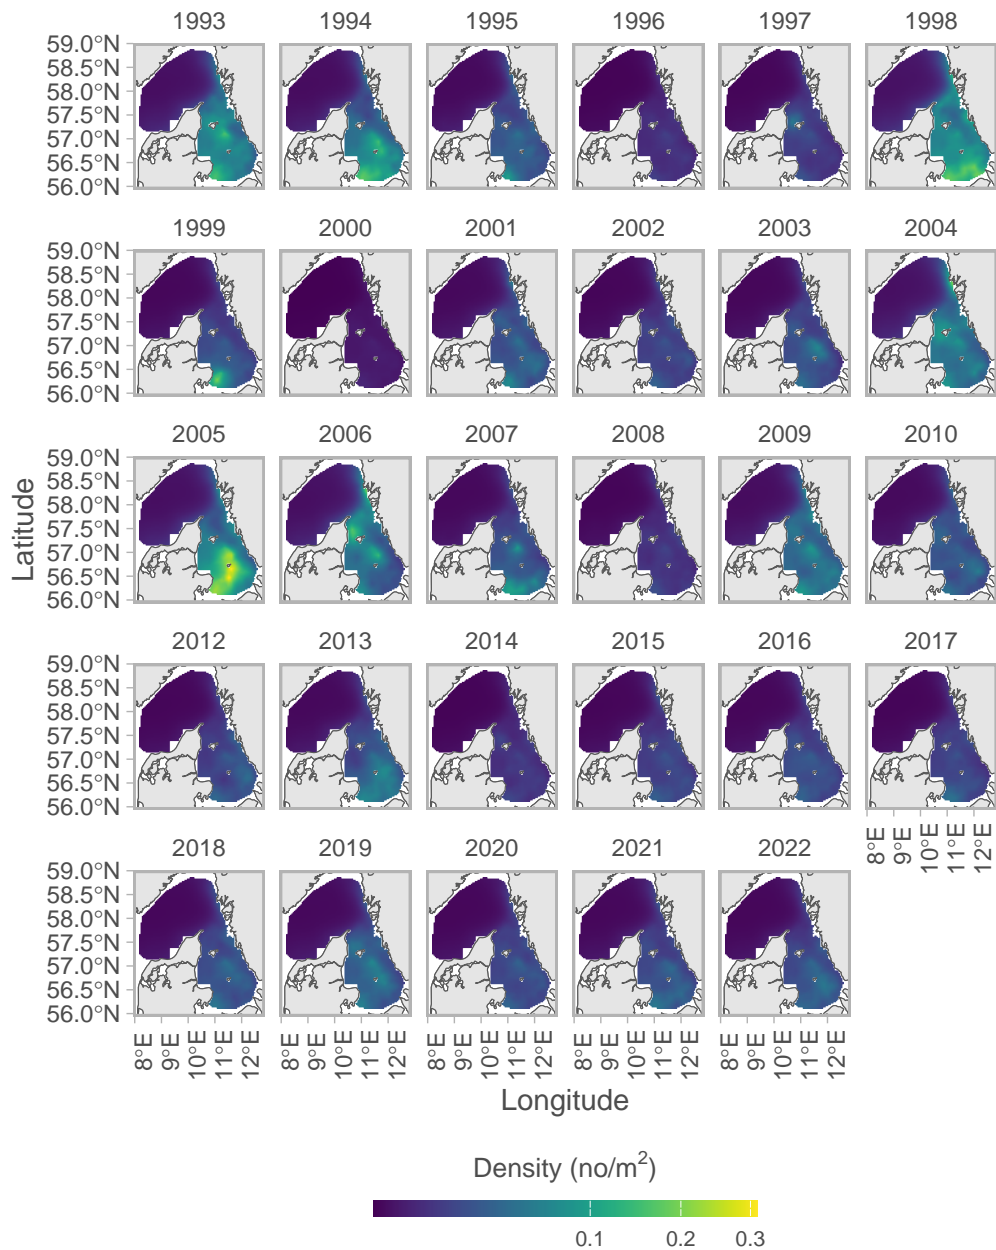 1993 1994 1995 1996 1997 1998
59.0°N
58.5°N
58.0°N
57.5°N
57.0°N
56.5°N
56.0°N
1999 2000 2001 2002 2003 2004
59.0°N
58.5°N
58.0°N
57.5°N
57.0°N
56.5°N
56.0°N
2005 2006 2007 2008 2009 2010
59.0°N
58.5°N
58.0°N
57.5°N
57.0°N
56.5°N
56.0°N
Latitude
2012 2013 2014 2015 2016 2017
59.0°N
58.5°N
58.0°N
57.5°N
57.0°N
56.5°N
56.0°N
8°E 9°E 10°E 11°E 12°E
2018 2019 2020 2021 2022
59.0°N
58.5°N
58.0°N
57.5°N
57.0°N
56.5°N
56.0°N
8°E 9°E 10°E 11°E 12°E 8°E 9°E 10°E 11°E 12°E 8°E 9°E 10°E 11°E 12°E 8°E 9°E 10°E 11°E 12°E 8°E 9°E 10°E 11°E 12°E
Longitude
Density (no/m²)
0.1 0.2 0.3